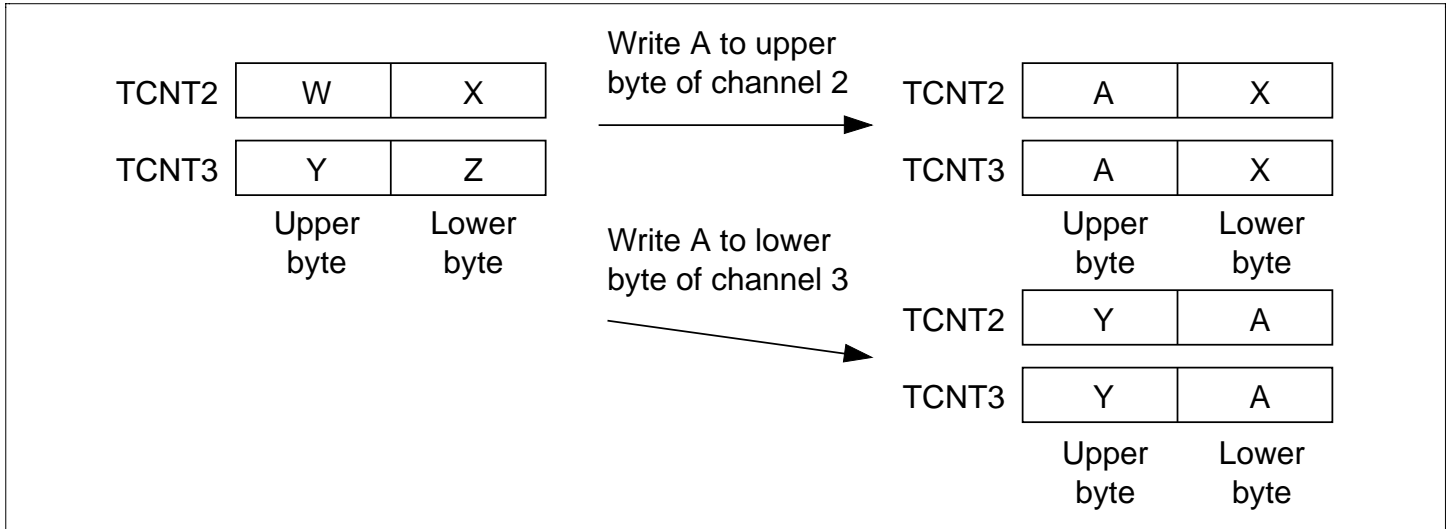 Write A to upper
byte of channel 2
TCNT2 W X
TCNT3 Y Z
Upper Lower
byte byte
TCNT2 A X
TCNT3 A X
Upper Lower
byte byte
Write A to lower
byte of channel 3
TCNT2 Y A
TCNT3 Y A
Upper Lower
byte byte